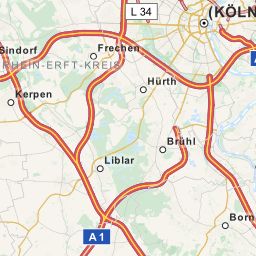 L 34
(KÖLN
Sindorf
Frechen
A
RHEIN-ERFT-KREIS
Hürth
Kerpen
Brühl
Liblar
Born
A 1